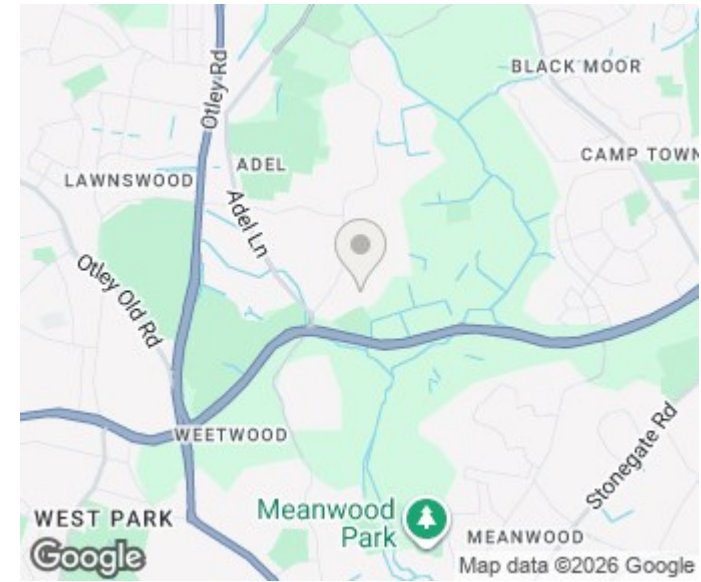 Otley Rd
BLACK MOOR
CAMP TOWN
ADEL
LAWNSWOOD
Adel Ln
Otley Old Rd
WEETWOOD
Stonegate Rd
WEST PARK
Meanwood
Park
MEANWOOD
Google
Map data ©2026 Google